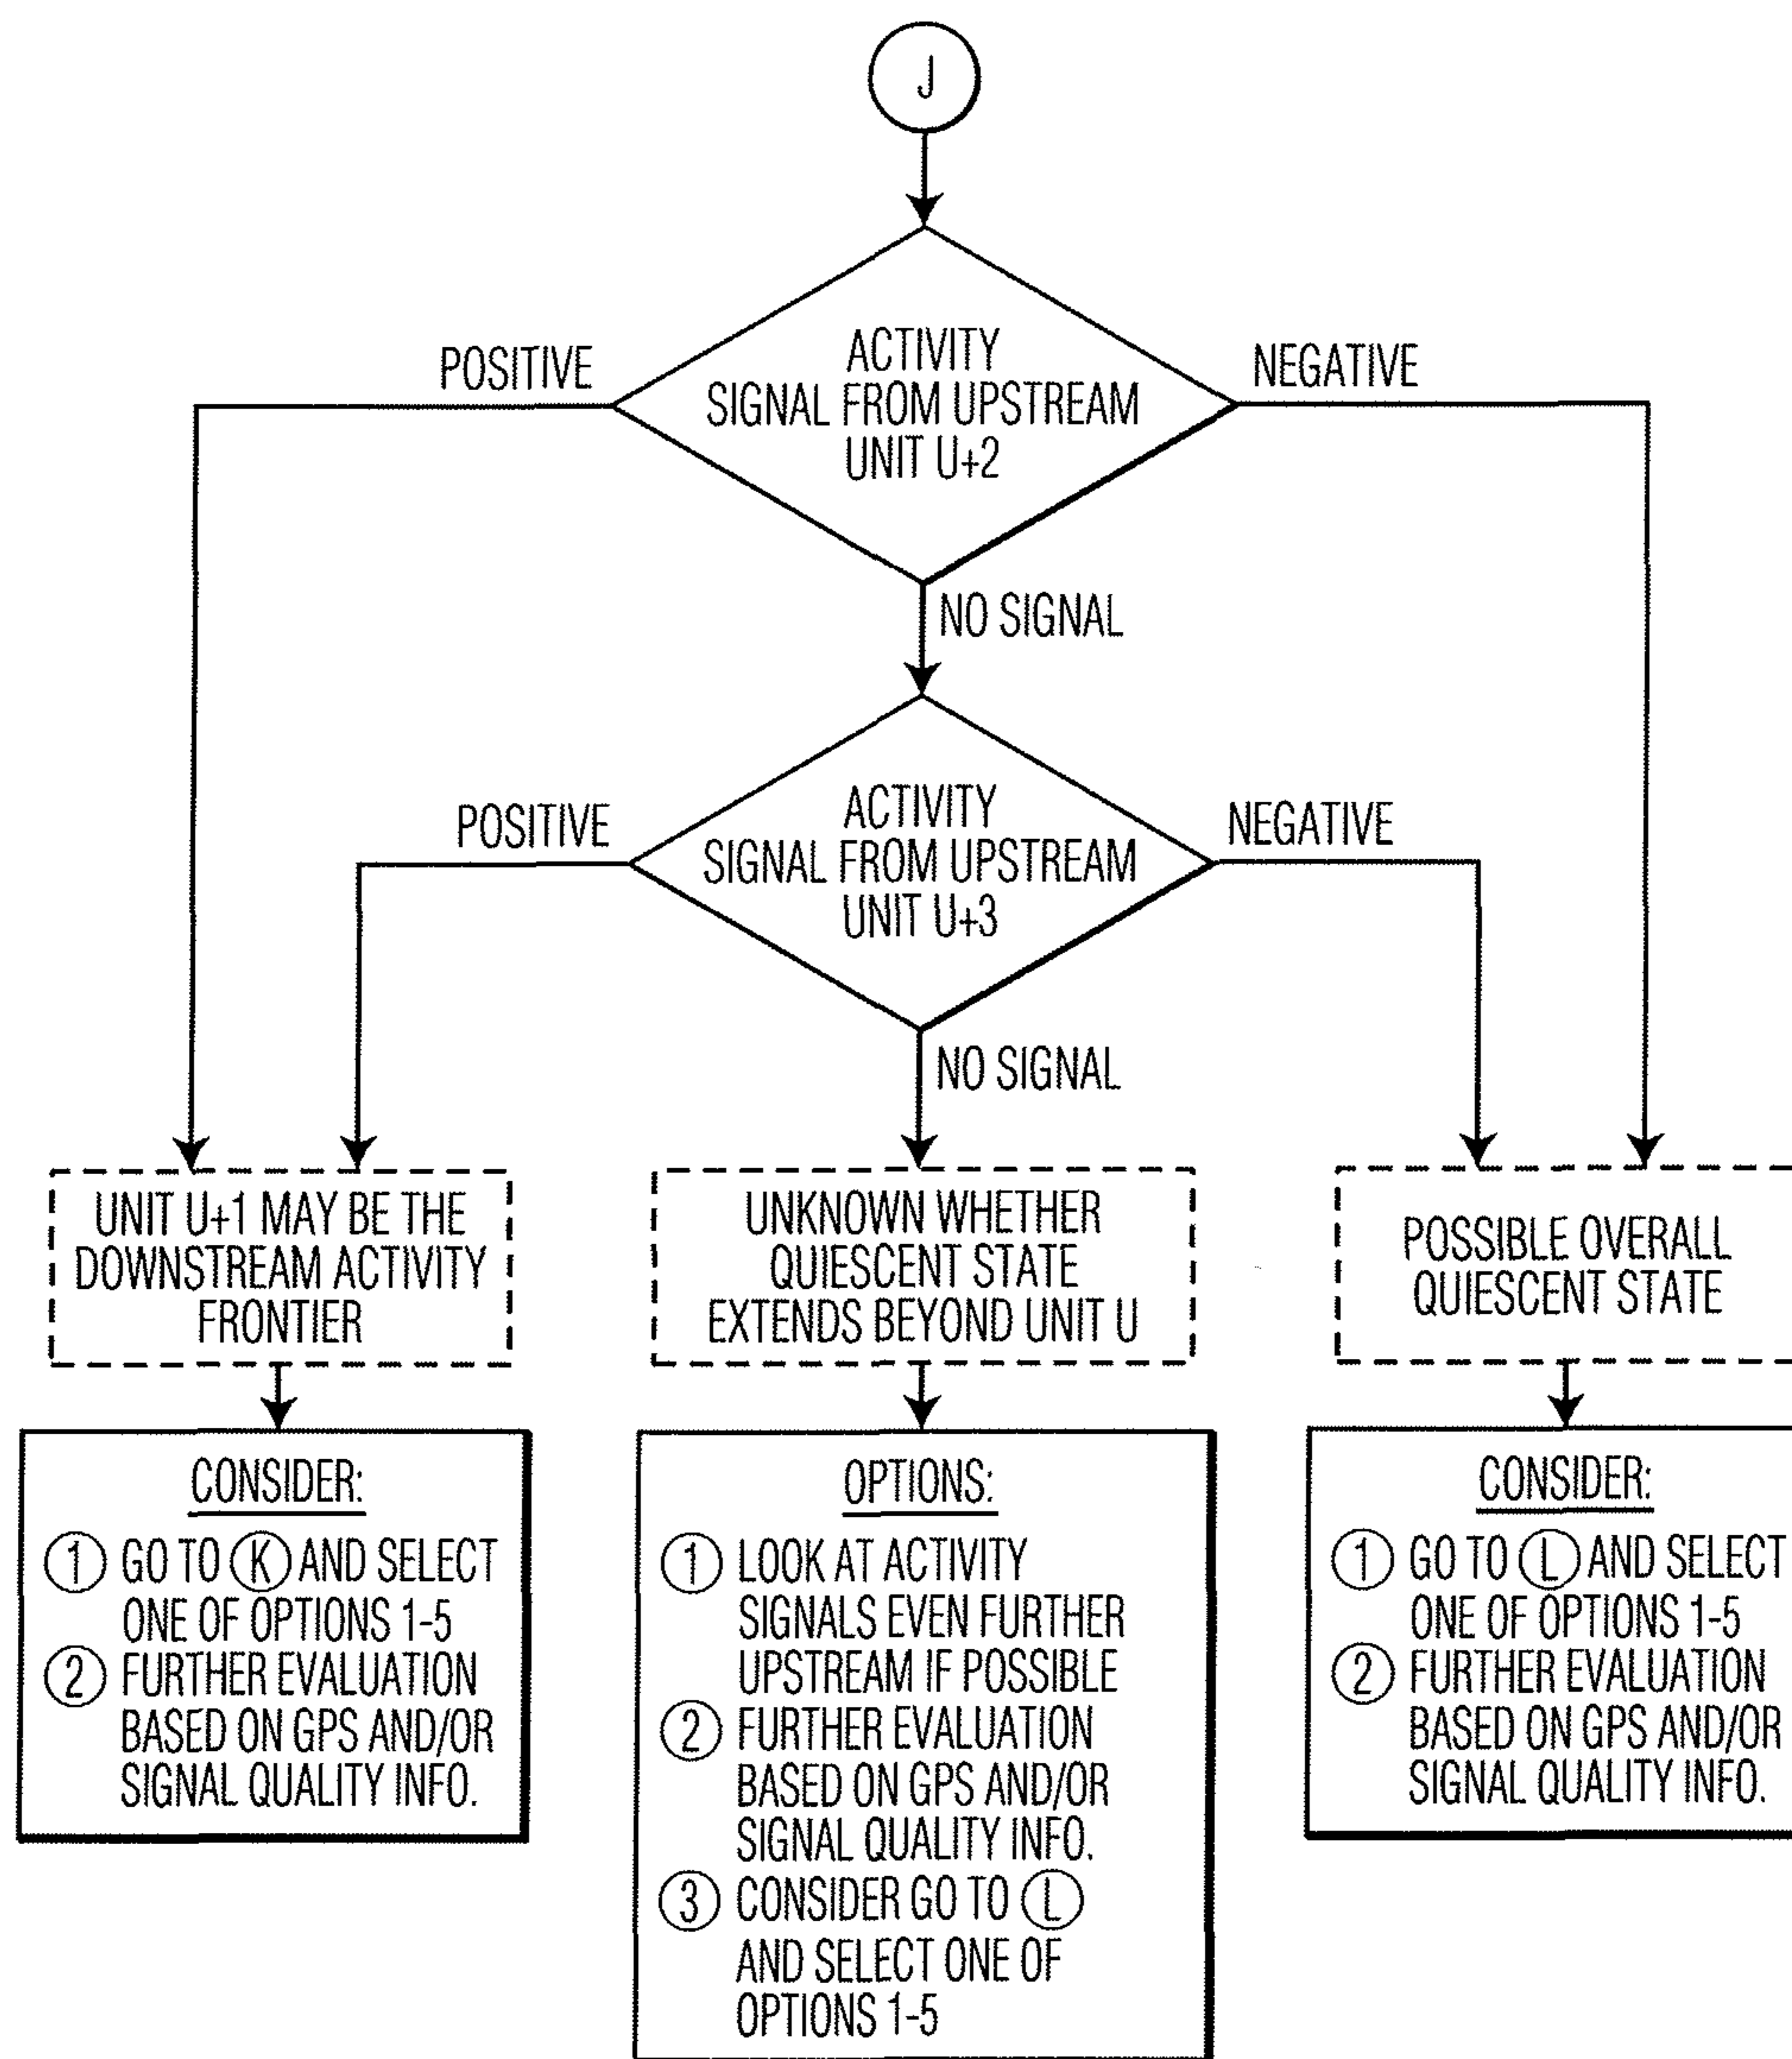 J
ACTIVITY
SIGNAL FROM UPSTREAM
UNIT U+2
POSITIVE
NEGATIVE
NO SIGNAL
ACTIVITY
SIGNAL FROM UPSTREAM
UNIT U+3
POSITIVE
NEGATIVE
NO SIGNAL
UNIT U+1 MAY BE THE
DOWNSTREAM ACTIVITY
FRONTIER
UNKNOWN WHETHER
QUIESCENT STATE
EXTENDS BEYOND UNIT U
POSSIBLE OVERALL
QUIESCENT STATE
CONSIDER:
1 GO TO K AND SELECT
ONE OF OPTIONS 1-5
2 FURTHER EVALUATION
BASED ON GPS AND/OR
SIGNAL QUALITY INFO.
OPTIONS:
1 LOOK AT ACTIVITY
SIGNALS EVEN FURTHER
UPSTREAM IF POSSIBLE
2 FURTHER EVALUATION
BASED ON GPS AND/OR
SIGNAL QUALITY INFO.
3 CONSIDER GO TO L
AND SELECT ONE OF
OPTIONS 1-5
CONSIDER:
1 GO TO L AND SELECT
ONE OF OPTIONS 1-5
2 FURTHER EVALUATION
BASED ON GPS AND/OR
SIGNAL QUALITY INFO.